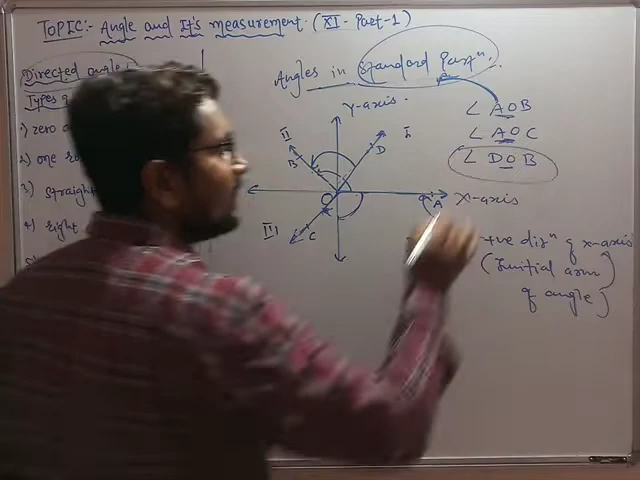 TOPIC:- Angle and It's measurement. (XI- Part-1)
Directed angle
Types
1) zero
2) one
3) straight
4) right
Angles in Standard Partⁿ.
Y-axis.
X-axis
II
I
III
B
D
O
A
C
∠ AOB
∠ AOC
∠ DOB
+ve dirⁿ of x-axis
(Initial arm
of angle)